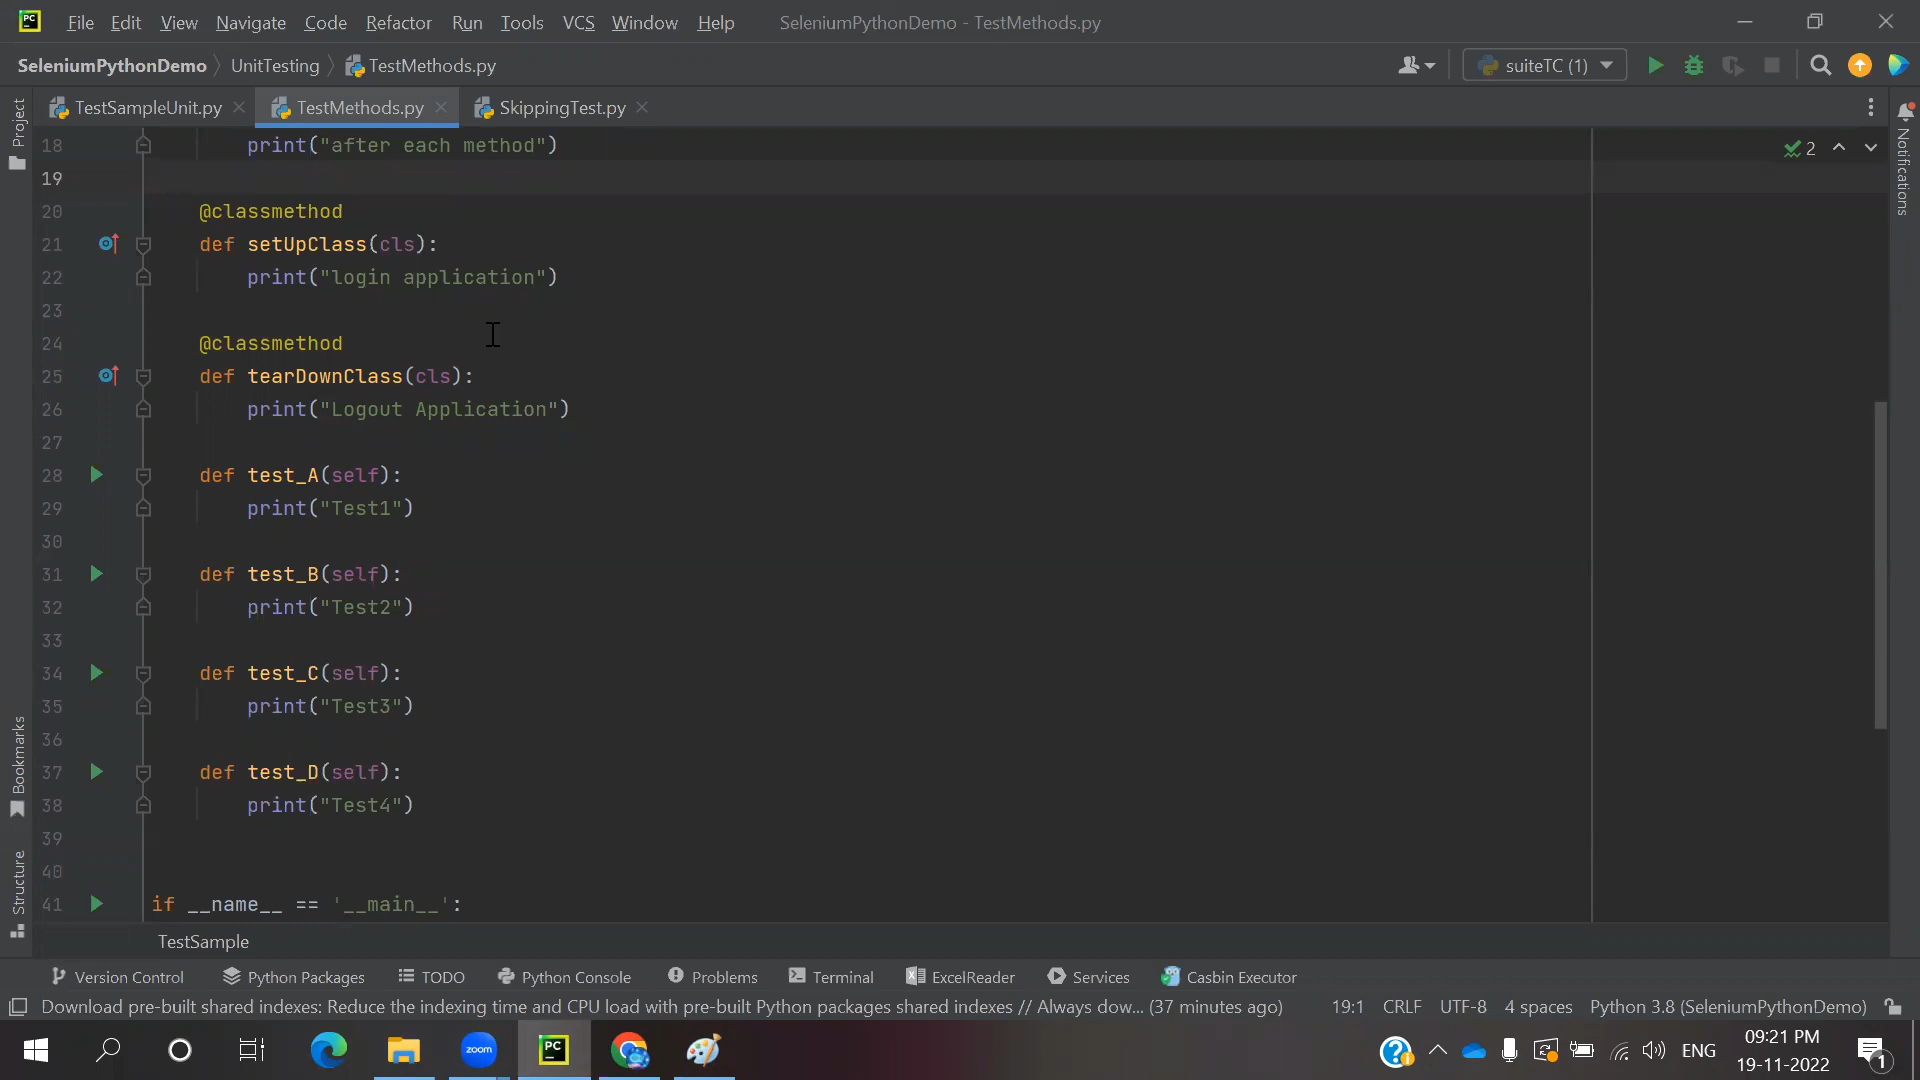 PC File Edit View Navigate Code Refactor Run Tools VCS Window Help SeleniumPythonDemo - TestMethods.py
SeleniumPythonDemo UnitTesting TestMethods.py suiteTC (1)
TestSampleUnit.py TestMethods.py SkippingTest.py
Project
Notifications
2
18 print("after each method")
19
20 @classmethod
21 def setUpClass(cls):
22 print("login application")
23
24 @classmethod
25 def tearDownClass(cls):
26 print("Logout Application")
27
28 def test_A(self):
29 print("Test1")
30
31 def test_B(self):
32 print("Test2")
33
34 def test_C(self):
35 print("Test3")
36
37 def test_D(self):
38 print("Test4")
39
40
41 if __name__ == '__main__':
Bookmarks
Structure
TestSample
Version Control Python Packages TODO Python Console Problems Terminal ExcelReader Services Casbin Executor
Download pre-built shared indexes: Reduce the indexing time and CPU load with pre-built Python packages shared indexes // Always dow... (37 minutes ago) 19:1 CRLF UTF-8 4 spaces Python 3.8 (SeleniumPythonDemo)
zoom PC ENG 09:21 PM
19-11-2022
1